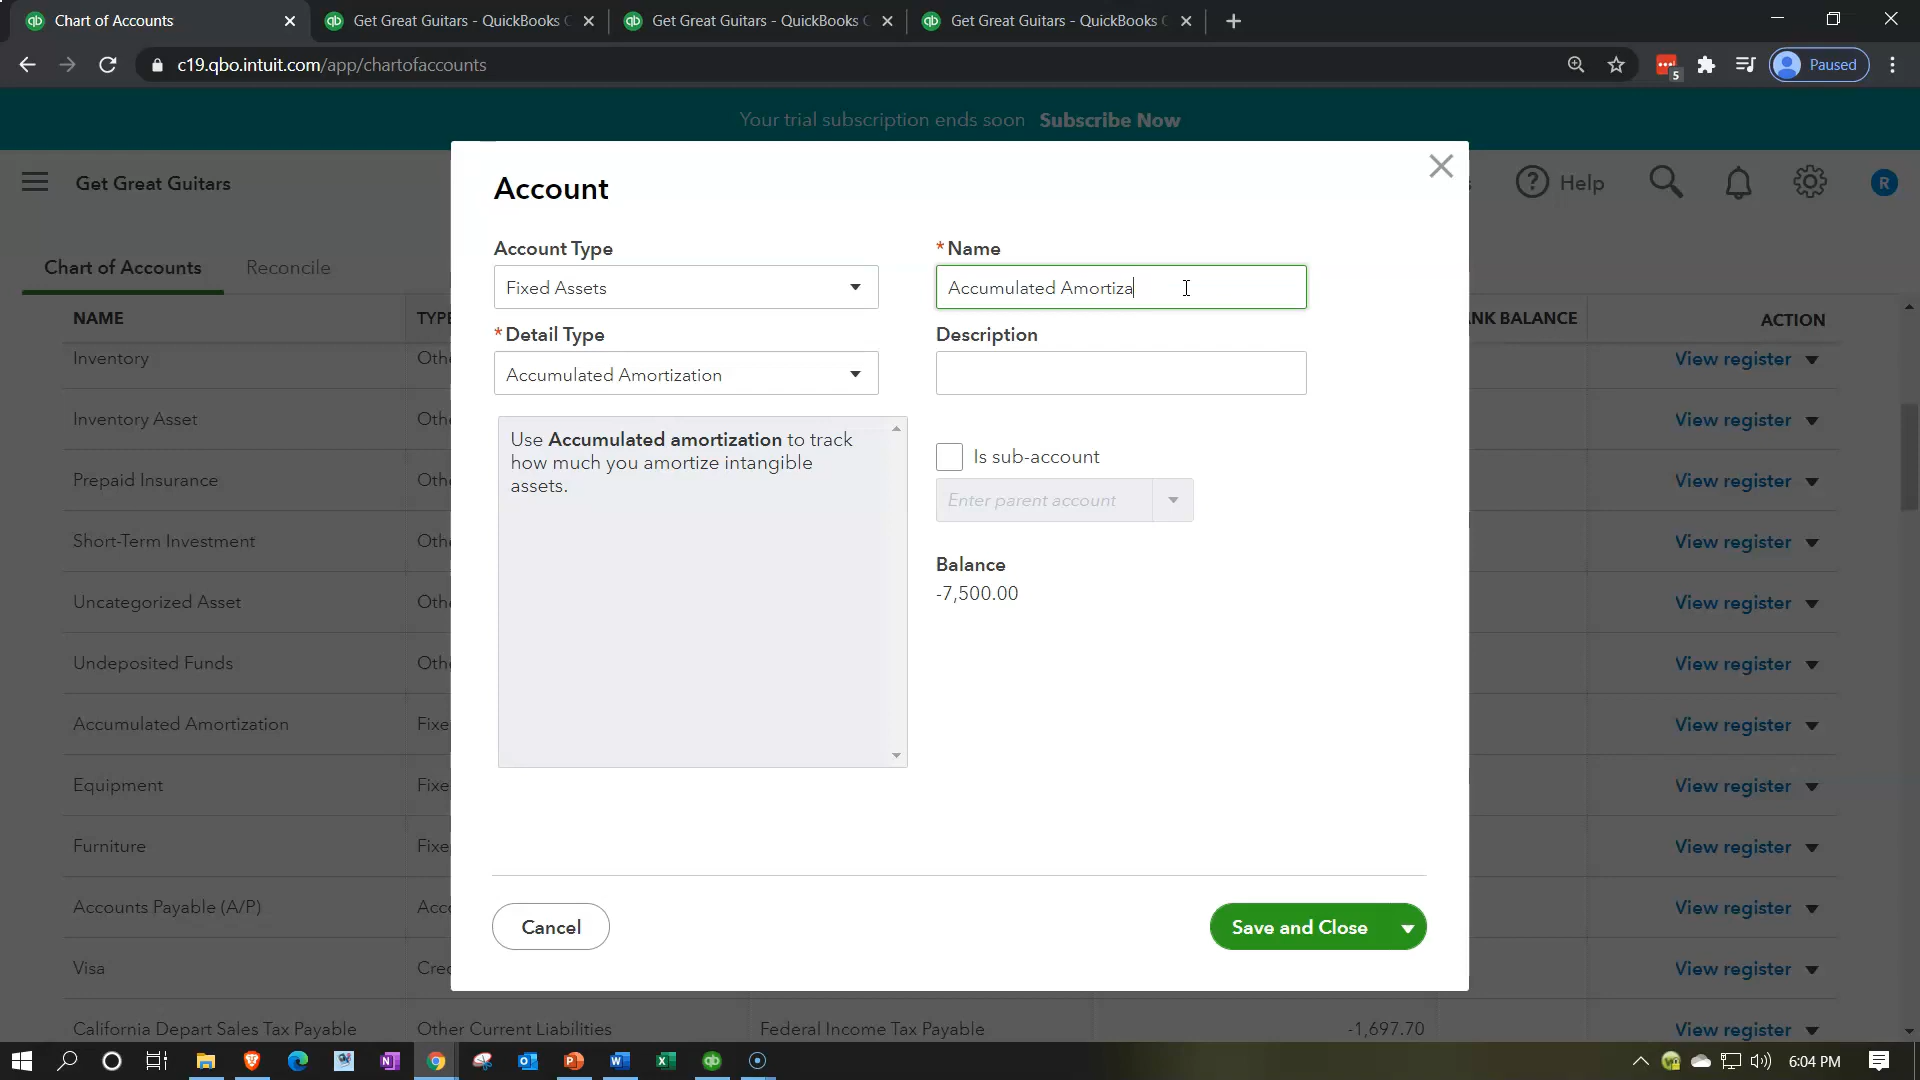 Chart of Accounts
Get Great Guitars - QuickBooks
Get Great Guitars - QuickBooks
Get Great Guitars - QuickBooks
c19.qbo.intuit.com/app/chartofaccounts
5
Paused
Your trial subscription ends soon Subscribe Now
Get Great Guitars
Help
R
Chart of Accounts
Reconcile
NAME
ACTION
Inventory
View register
Inventory Asset
View register
Prepaid Insurance
View register
Short-Term Investment
View register
Uncategorized Asset
View register
Undeposited Funds
View register
Accumulated Amortization
View register
Equipment
View register
Furniture
View register
Accounts Payable (A/P)
View register
Visa
View register
California Depart Sales Tax Payable Other Current Liabilities Federal Income Tax Payable -1,697.70 View register
Account
Account Type
Fixed Assets
*Name
Accumulated Amortiza
*Detail Type
Accumulated Amortization
Description
Use Accumulated amortization to track
how much you amortize intangible
assets.
Is sub-account
Enter parent account
Balance
-7,500.00
Cancel
Save and Close
6:04 PM